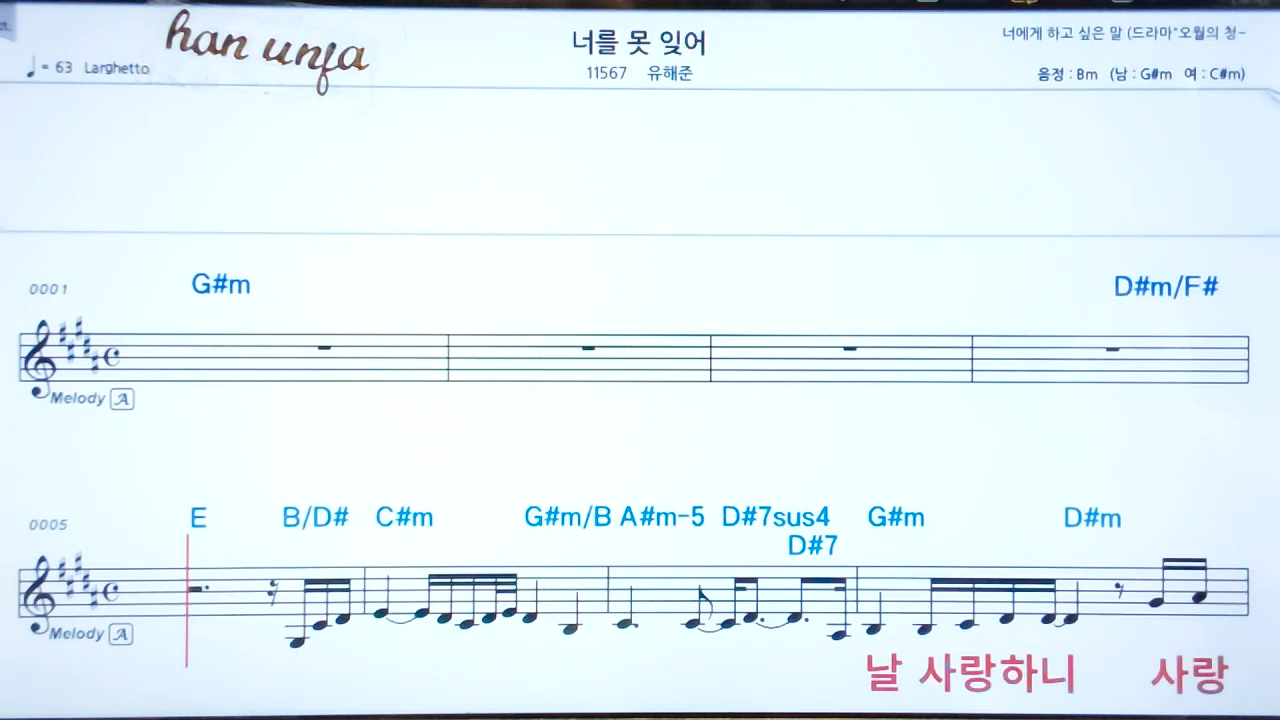 han unja
너를 못 잊어
너에게 하고 싶은 말 (드라마"오월의 청-
♩= 63 Larghetto
11567 유해준
음정 : Bm (남 : G#m 여 : C#m)
0001 G#m D#m/F#
Melody A
0005 E B/D# C#m G#m/B A#m-5 D#7sus4 G#m D#m
D#7
Melody A
날 사랑하니 사랑